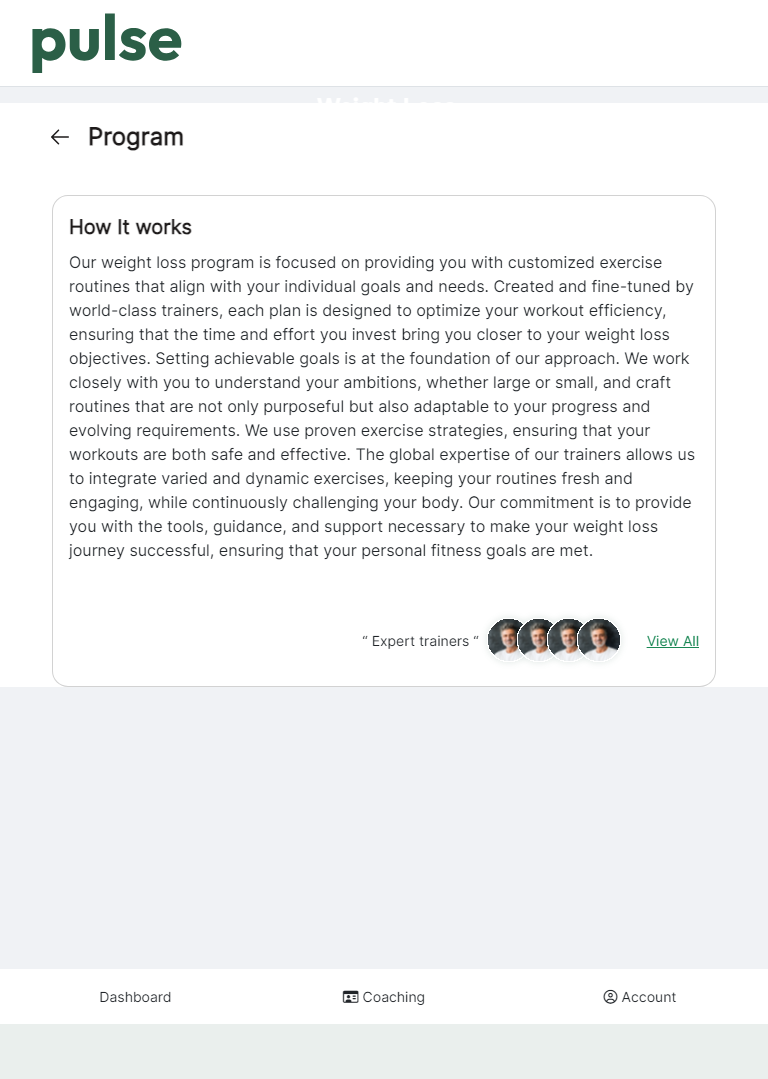 pulse
Program
How It works
Our weight loss program is focused on providing you with customized exercise
routines that align with your individual goals and needs. Created and fine-tuned by
world-class trainers, each plan is designed to optimize your workout efficiency,
ensuring that the time and effort you invest bring you closer to your weight loss
objectives. Setting achievable goals is at the foundation of our approach. We work
closely with you to understand your ambitions, whether large or small, and craft
routines that are not only purposeful but also adaptable to your progress and
evolving requirements. We use proven exercise strategies, ensuring that your
workouts are both safe and effective. The global expertise of our trainers allows us
to integrate varied and dynamic exercises, keeping your routines fresh and
engaging, while continuously challenging your body. Our commitment is to provide
you with the tools, guidance, and support necessary to make your weight loss
journey successful, ensuring that your personal fitness goals are met.
“ Expert trainers “ View All
Dashboard Coaching Account